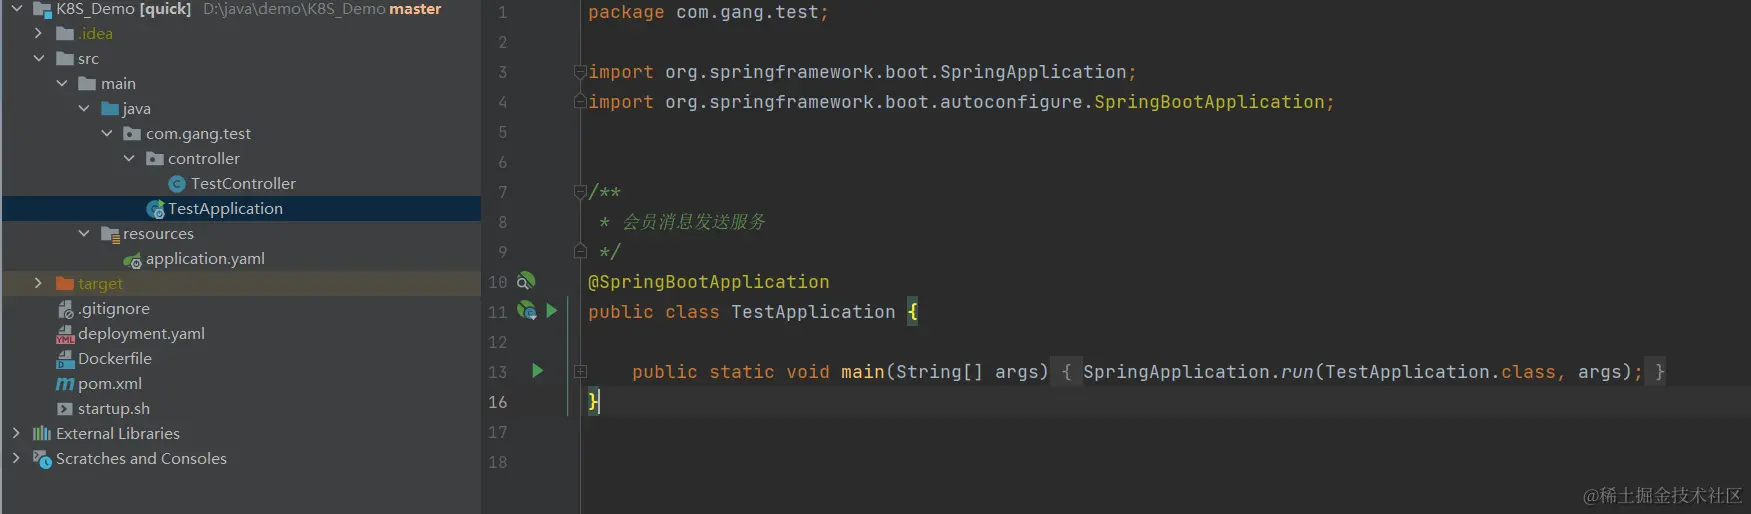 K8S_Demo [quick] D:\java\demo\K8S_Demo master
.idea
src
main
java
com.gang.test
controller
TestController
TestApplication
resources
application.yaml
target
.gitignore
deployment.yaml
Dockerfile
pom.xml
startup.sh
External Libraries
Scratches and Consoles
1 package com.gang.test;
2
3 import org.springframework.boot.SpringApplication;
4 import org.springframework.boot.autoconfigure.SpringBootApplication;
5
6
7 /**
8 * 会员消息发送服务
9 */
10 @SpringBootApplication
11 public class TestApplication {
12
13 public static void main(String[] args) { SpringApplication.run(TestApplication.class, args); }
16 }
17
18
@稀土掘金技术社区